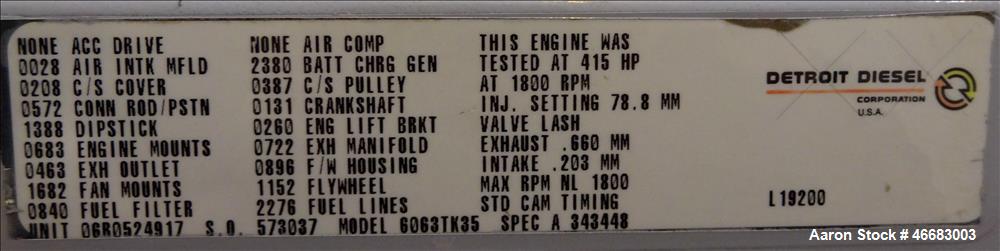 NONE ACC DRIVE
0028 AIR INTK MFLD
0208 C/S COVER
0572 CONN ROD/PSTN
1388 DIPSTICK
0683 ENGINE MOUNTS
0463 EXH OUTLET
1682 FAN MOUNTS
0840 FUEL FILTER
NONE AIR COMP
2380 BATT CHRG GEN
0387 C/S PULLEY
0131 CRANKSHAFT
0260 ENG LIFT BRKT
0722 EXH MANIFOLD
0896 F/W HOUSING
1152 FLYWHEEL
2276 FUEL LINES
THIS ENGINE WAS
TESTED AT 415 HP
AT 1800 RPM
INJ. SETTING 78.8 MM
VALVE LASH
EXHAUST .660 MM
INTAKE .203 MM
MAX RPM NL 1800
STD CAM TIMING
UNIT 06R0524917 S.O. 573037 MODEL 6063TK35 SPEC A 343448
DETROIT DIESEL
CORPORATION
U.S.A.
L19200
Aaron Stock # 46683003